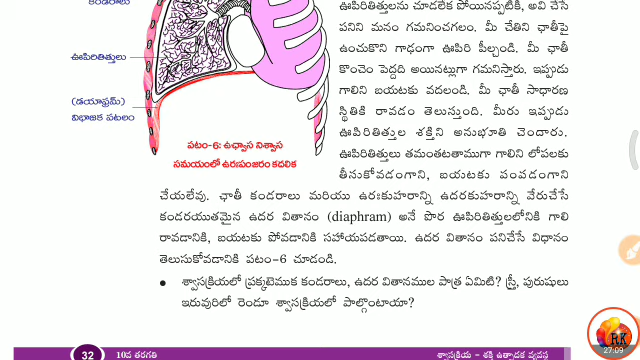 కండరాలు
ఊపిరితిత్తులు
(డయాఫ్రమ్)
విభాజక పటలం
పటం-6: ఉచ్ఛ్వాస నిశ్వాస
సమయంలో ఉరఃపంజరం కదలిక
ఊపిరితిత్తులను చూడలేక పోయినప్పటికీ, అవి చేసే
పనిని మనం గమనించగలం. మీ చేతిని ఛాతీపై
ఉంచుకొని గాఢంగా ఊపిరి పీల్చండి. మీ ఛాతీ
కొంచెం పెద్దది అయినట్లుగా గమనిస్తారు. ఇప్పుడు
గాలిని బయటకు వదలండి. మీ ఛాతీ సాధారణ
స్థితికి రావడం తెలుస్తుంది. మీరు ఇప్పుడు
ఊపిరితిత్తుల శక్తిని అనుభూతి చెందారు.
ఊపిరితిత్తులు తమంతటతాముగా గాలిని లోపలకు
తీసుకోవడంగాని, బయటకు పంపడంగాని
చేయలేవు. ఛాతీ కండరాలు మరియు ఉరఃకుహరాన్ని ఉదరకుహరాన్ని వేరుచేసే
కండరయుతమైన ఉదర వితానం (diaphram) అనే పొర ఊపిరితిత్తులలోనికి గాలి
రావడానికి, బయటకు పోవడానికి సహాయపడతాయి. ఉదర వితానం పనిచేసే విధానం
తెలుసుకోవడానికి పటం-6 చూడండి.
• శ్వాసక్రియలో ప్రక్కటెముక కండరాలు, ఉదర వితానముల పాత్ర ఏమిటి? స్త్రీ, పురుషులు
ఇరువురిలో రెండూ శ్వాసక్రియలో పాల్గొంటాయా?
32 10వ తరగతి
శ్వాసక్రియ - శక్తి ఉత్పాదక వ్యవస్థ
RK
27:09